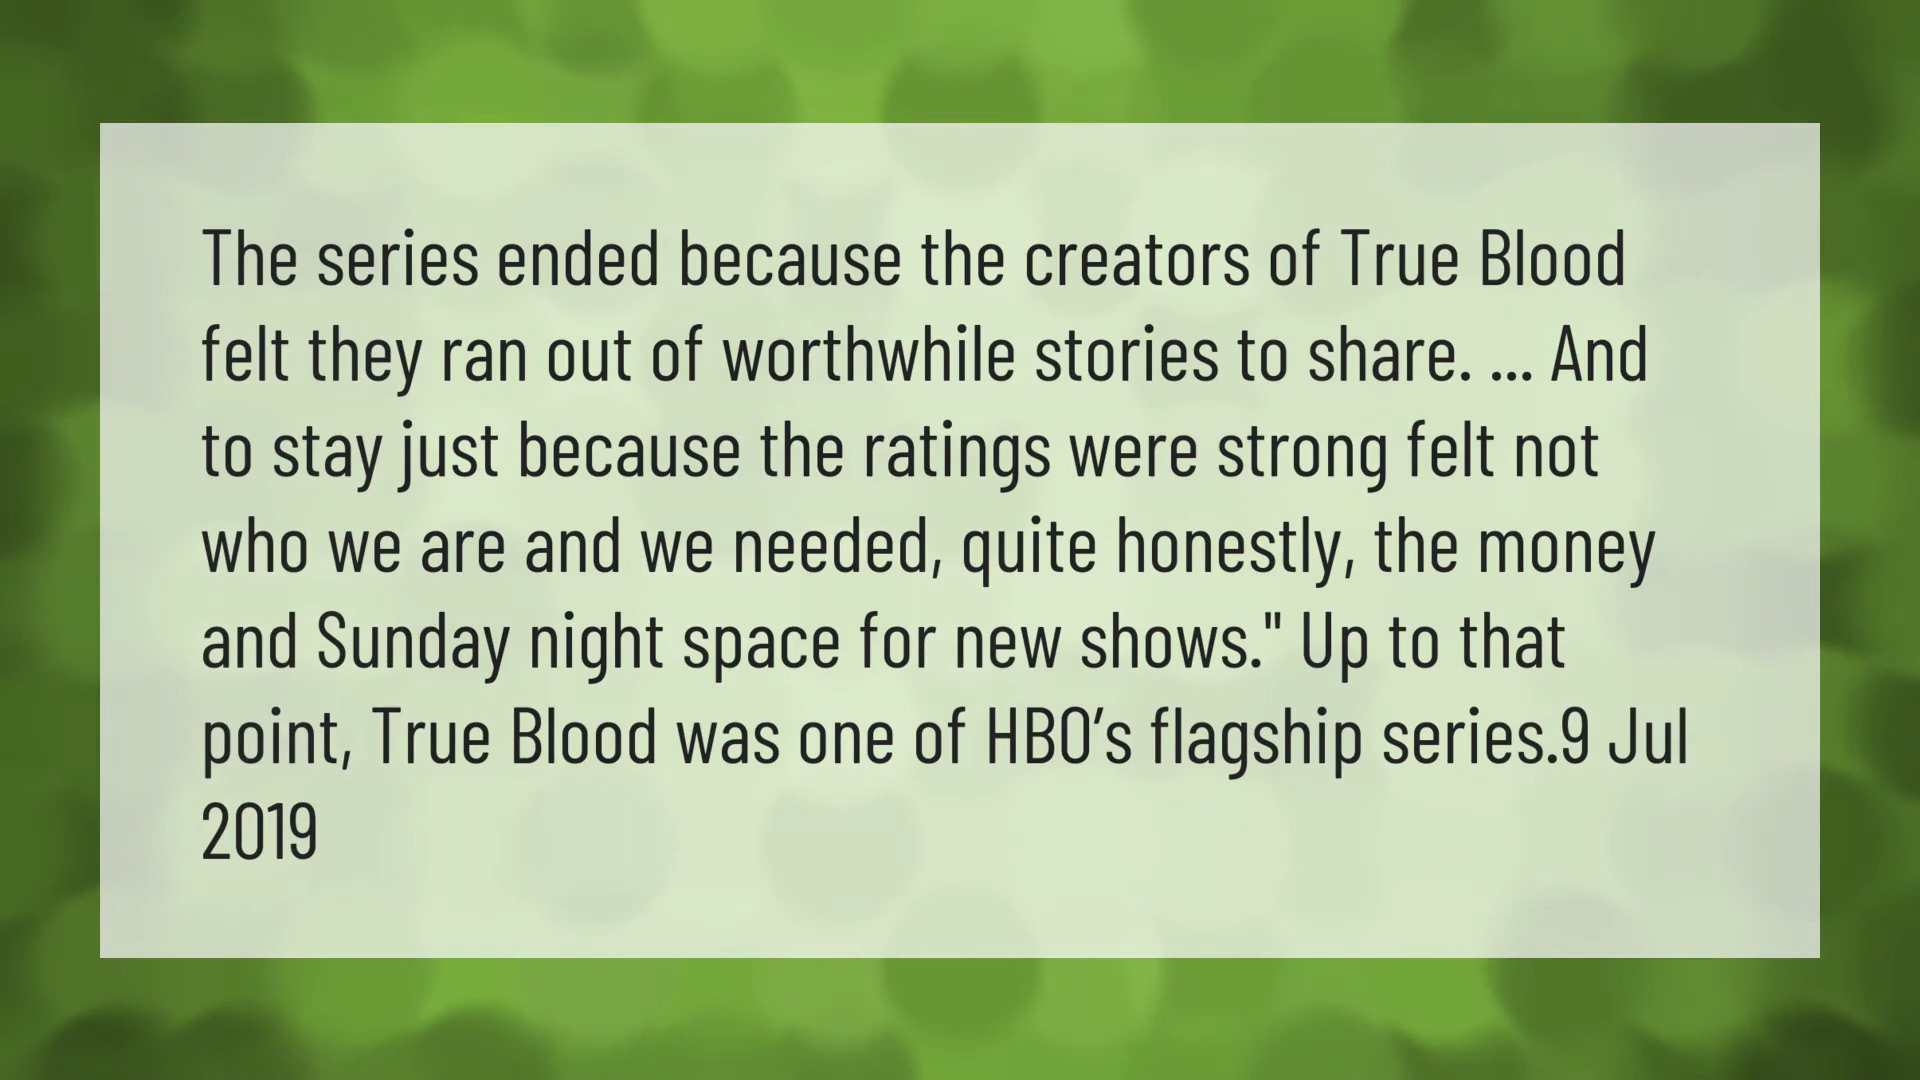 The series ended because the creators of True Blood
felt they ran out of worthwhile stories to share. ... And
to stay just because the ratings were strong felt not
who we are and we needed, quite honestly, the money
and Sunday night space for new shows." Up to that
point, True Blood was one of HBO’s flagship series.9 Jul
2019